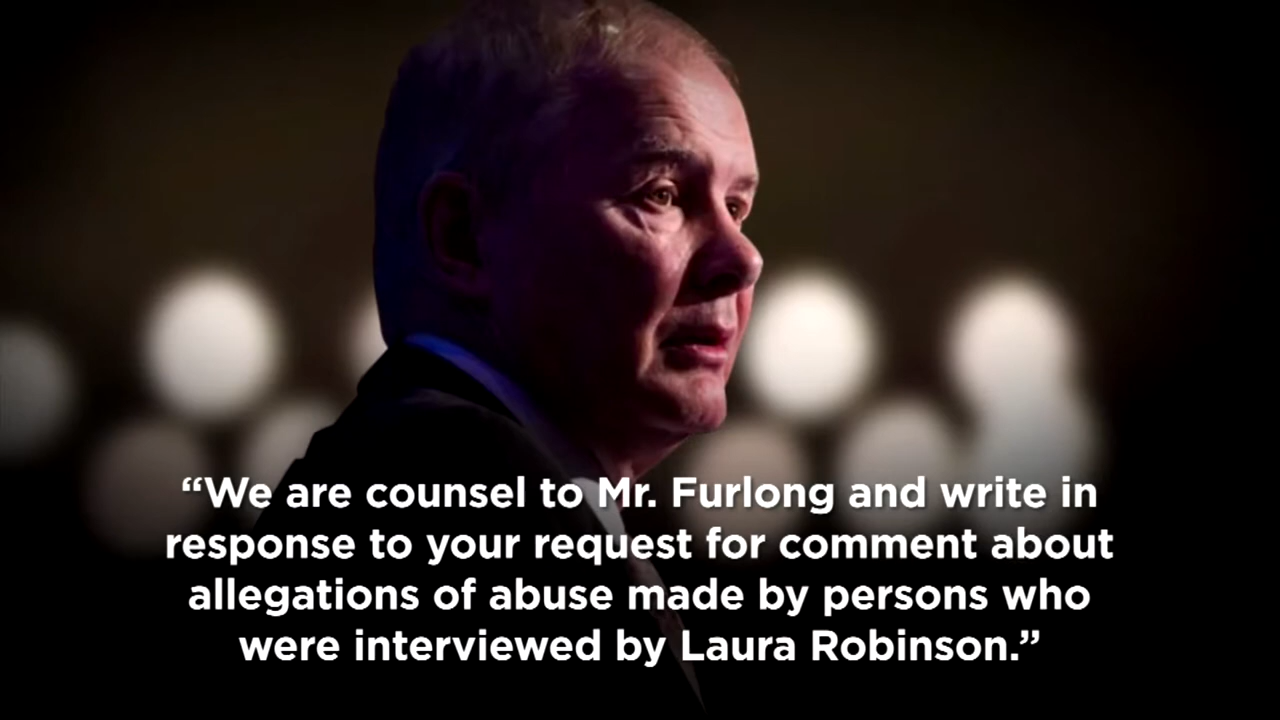 “We are counsel to Mr. Furlong and write in
response to your request for comment about
allegations of abuse made by persons who
were interviewed by Laura Robinson.”